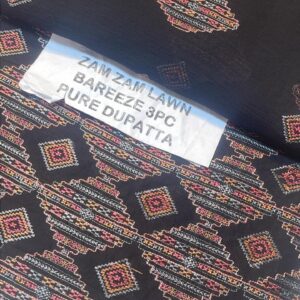 ZAM ZAM LAWN
BAREEZE 3PC
PURE DUPATTA